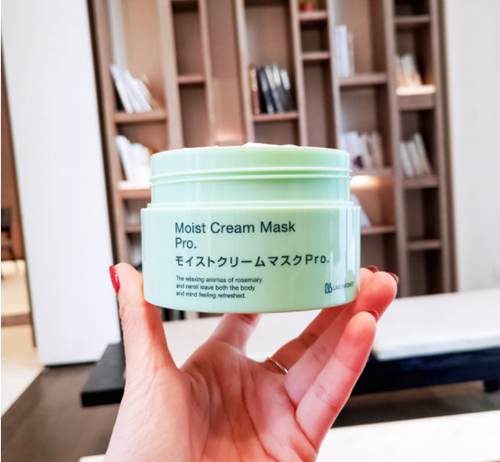 Moist Cream Mask
Pro.
モイストクリームマスクPro.
The relaxing aromas of rosemary
and neroli leave both the body
and mind feeling refreshed.